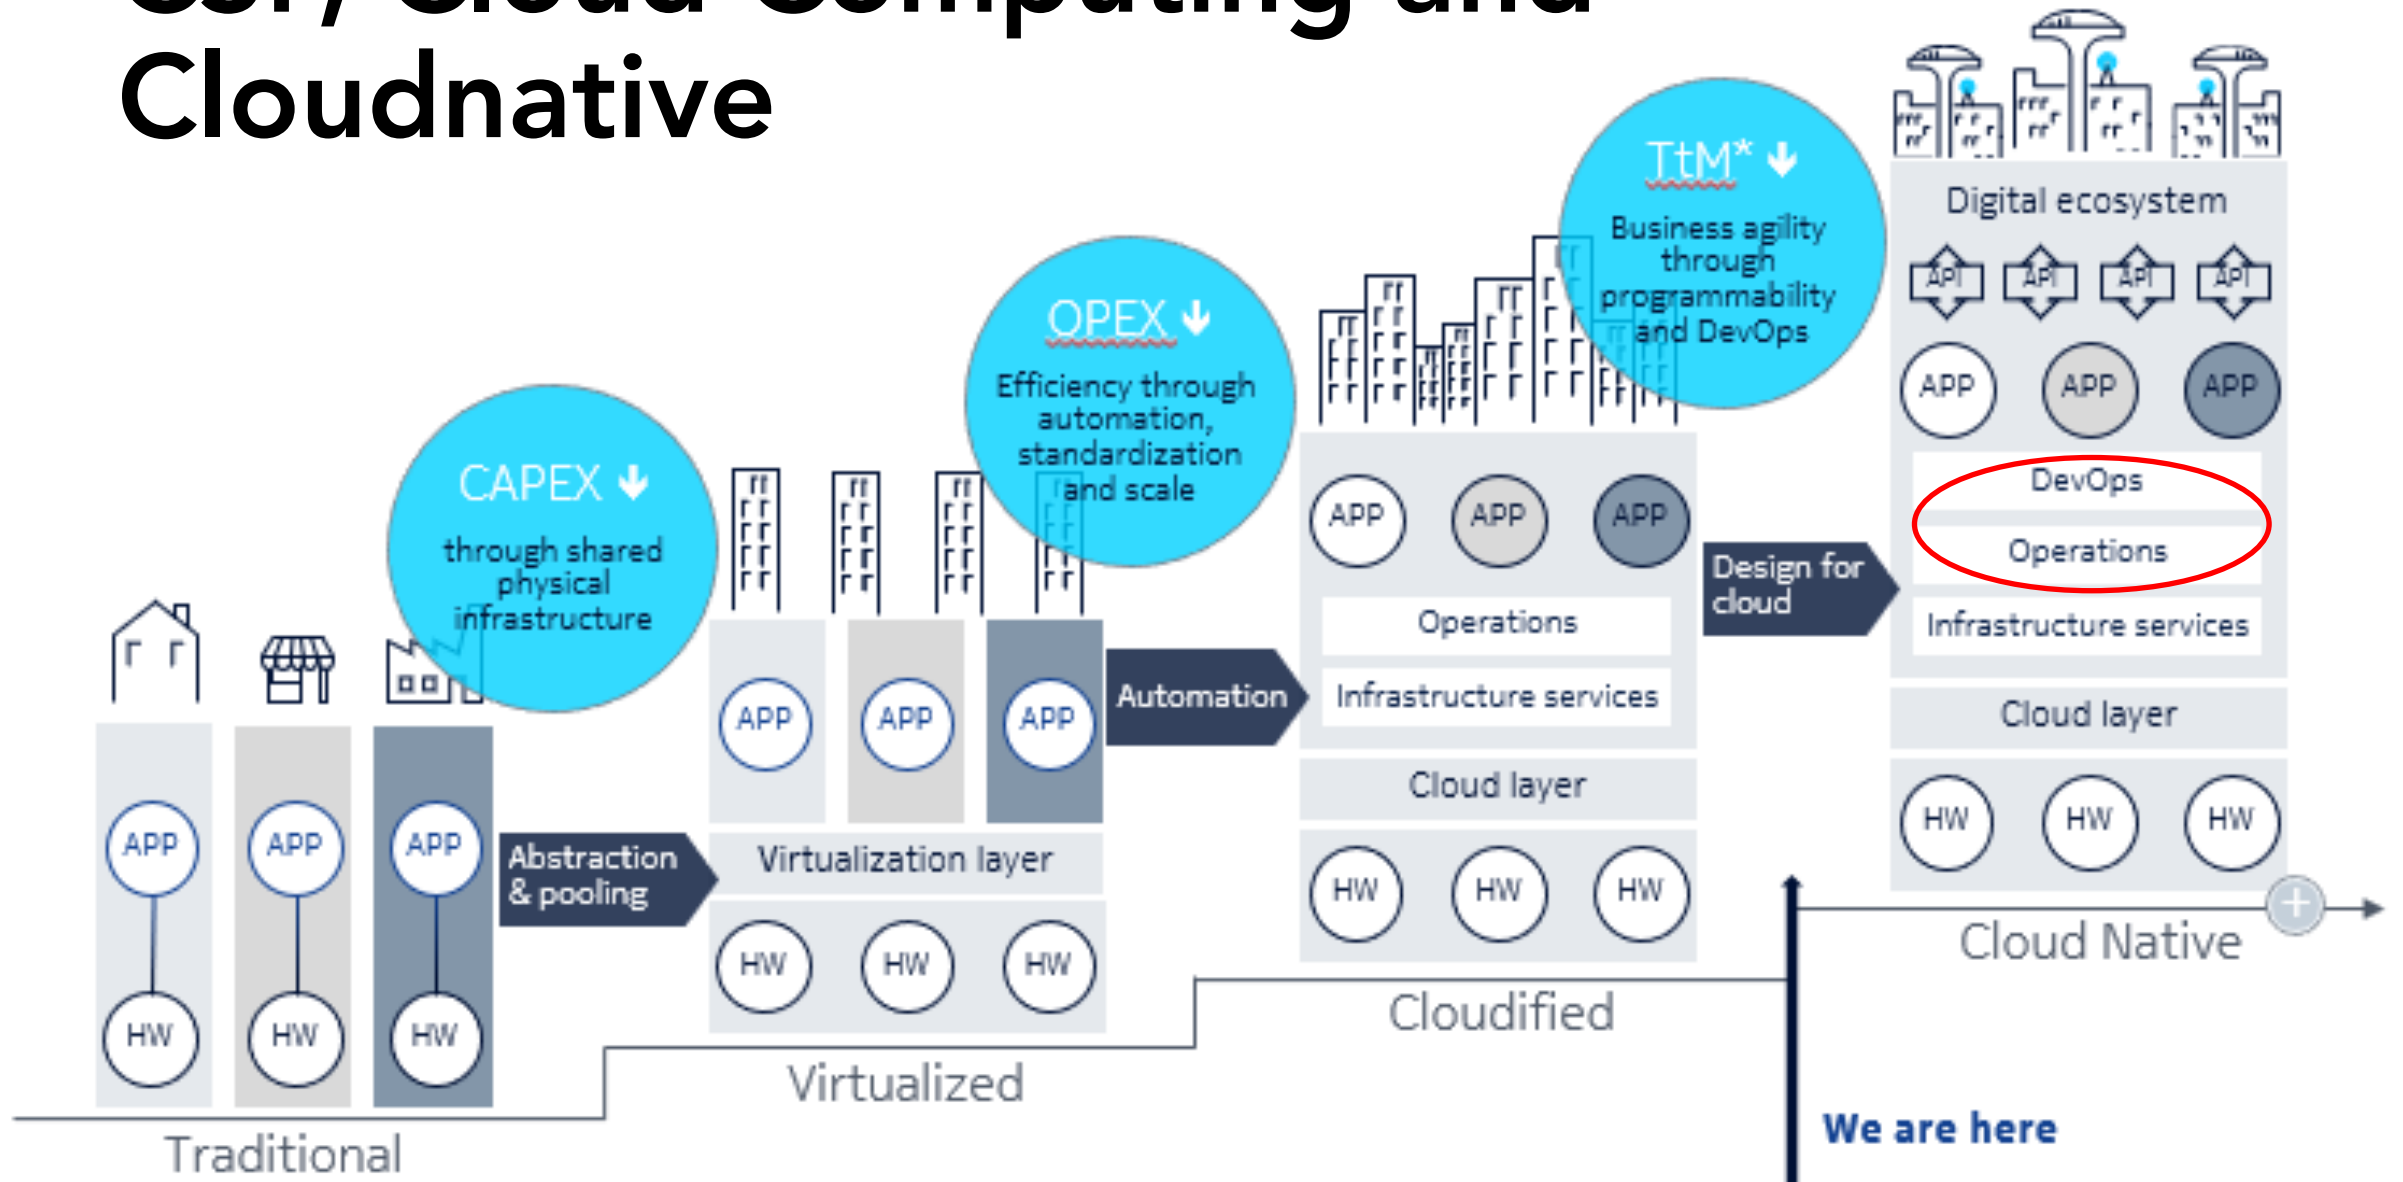 CSP, Cloud Computing and
Cloudnative
TtM*
Business agility
through
programmability
and DevOps
OPEX
Efficiency through
automation,
standardization
and scale
CAPEX
through shared
physical
infrastructure
APP
APP
APP
HW
HW
HW
Traditional
Abstraction
& pooling
APP
APP
APP
Virtualization layer
HW
HW
HW
Virtualized
Automation
APP
APP
APP
Operations
Infrastructure services
Cloud layer
HW
HW
HW
Cloudified
Design for
cloud
Digital ecosystem
API
API
API
API
APP
APP
APP
DevOps
Operations
Infrastructure services
Cloud layer
HW
HW
HW
Cloud Native
We are here